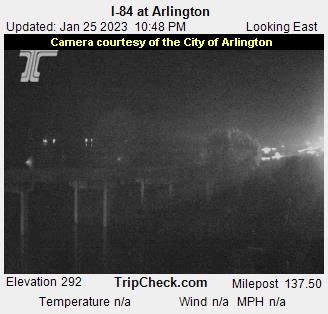 I-84 at Arlington
Updated: Jan 25 2023 10:48 PM Looking East
Camera courtesy of the City of Arlington
Elevation 292 TripCheck.com Milepost 137.50
Temperature n/a Wind n/a MPH n/a